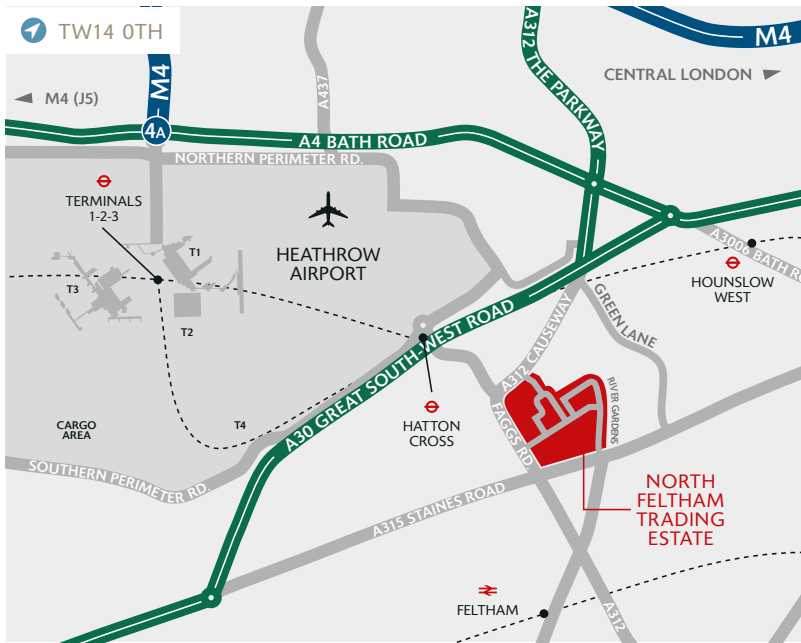 TW14 0TH
M4
M4
A312 THE PARKWAY
CENTRAL LONDON
M4 (J5)
A437
4A
A4 BATH ROAD
NORTHERN PERIMETER RD.
TERMINALS
1-2-3
T1
HEATHROW
AIRPORT
A3006 BATH
HOUNSLOW
WEST
T3
T2
GREEN LANE
A312 CAUSEWAY
A30 GREAT SOUTH-WEST ROAD
HATTON
CROSS
FAGGS RD.
RIVER GARDENS
CARGO
AREA
T4
SOUTHERN PERIMETER RD.
A315 STAINES ROAD
NORTH
FELTHAM
TRADING
ESTATE
FELTHAM
A312